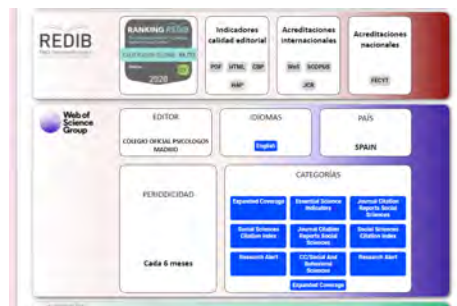 REDIB
RANKING REDIB
2020
Indicadores
calidad editorial
PDF HTML CBP
HAP
Acreditaciones
internacionales
WoS SCOPUS
JCR
Acreditaciones
nacionales
FECYT
Web of
Science
Group
EDITOR
COLEGIO OFICIAL PSICOLOGOS
MADRID
IDIOMAS
English
PAÍS
SPAIN
PERIODICIDAD
Cada 6 meses
CATEGORÍAS
Expanded Coverage
Essential Science
Indicators
Journal Citation
Reports Social
Sciences
Social Sciences
Citation Index
Journal Citation
Reports Social
Sciences
Social Sciences
Citation Index
Research Alert
CC/Social And
Behavioral
Sciences
Research Alert
Expanded Coverage